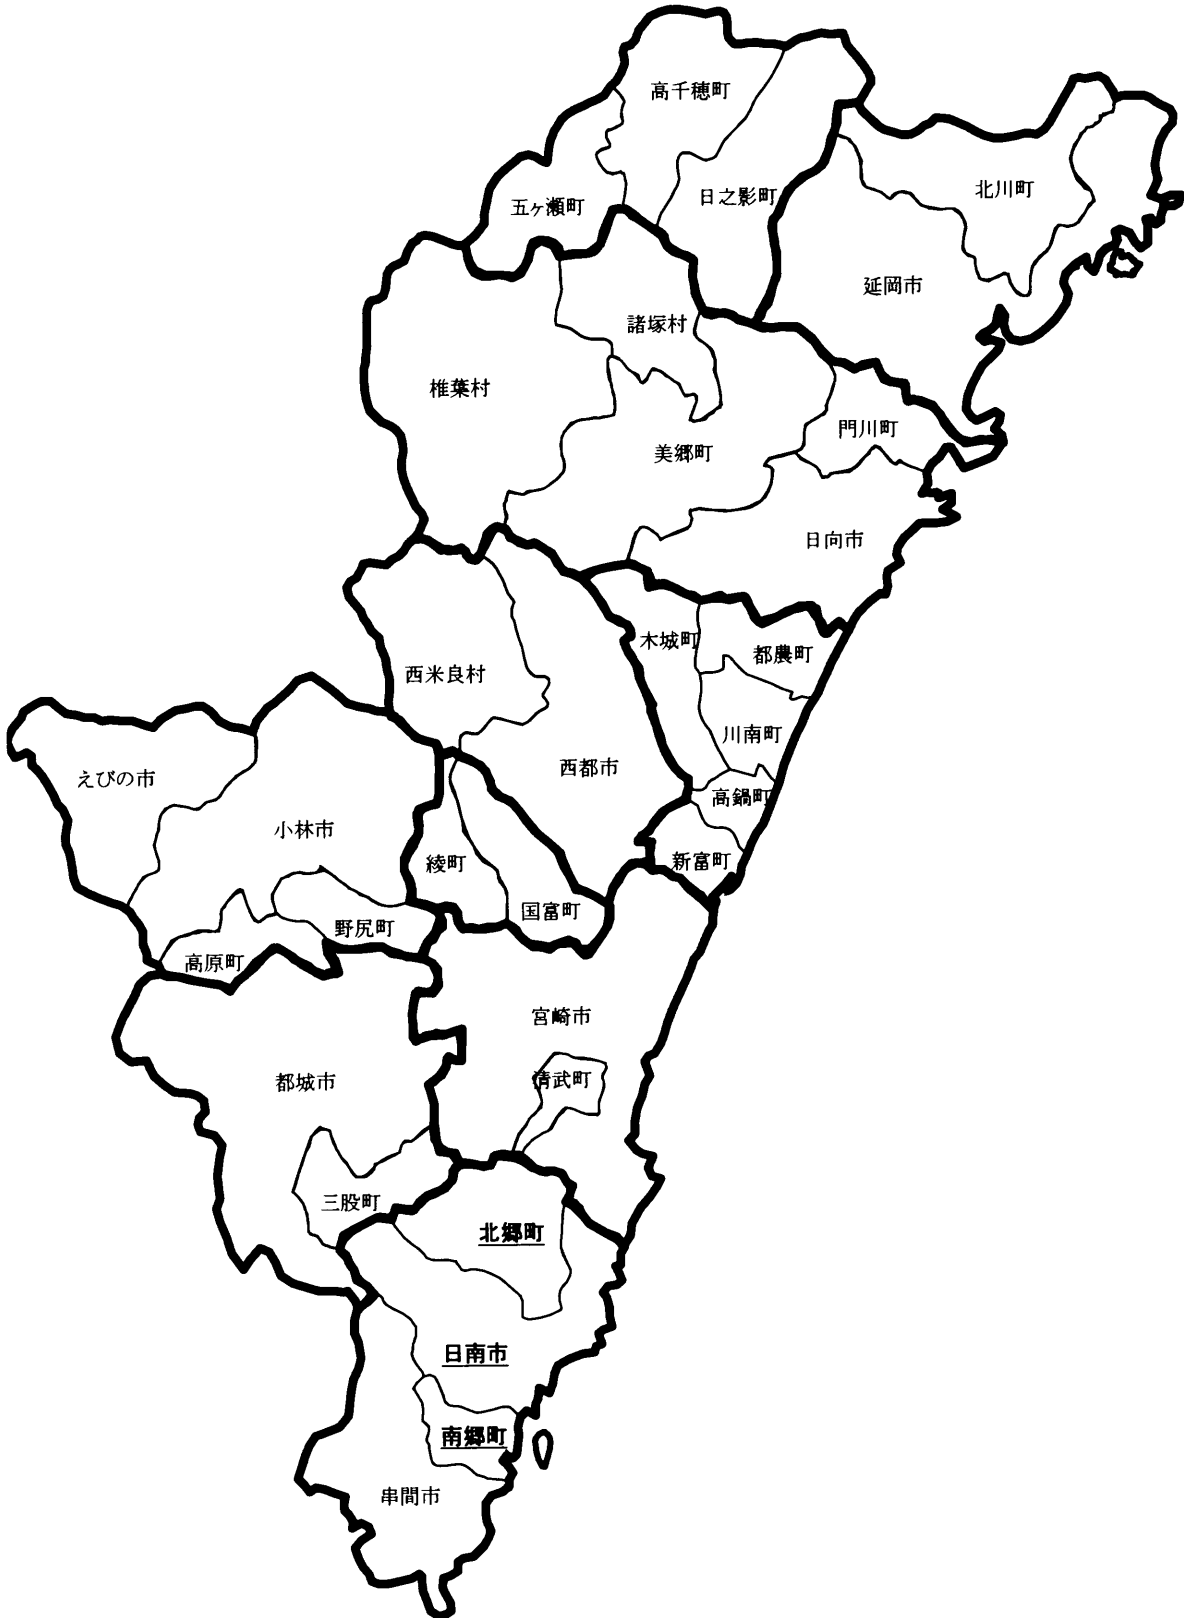 高千穂町
北川町
日之影町
五ヶ瀬町
延岡市
諸塚村
椎葉村
門川町
美郷町
日向市
木城町
都農町
西米良村
川南町
西都市
えびの市
高鍋町
小林市
新富町
綾町
国富町
野尻町
高原町
宮崎市
清武町
都城市
三股町
北郷町
日南市
南郷町
串間市